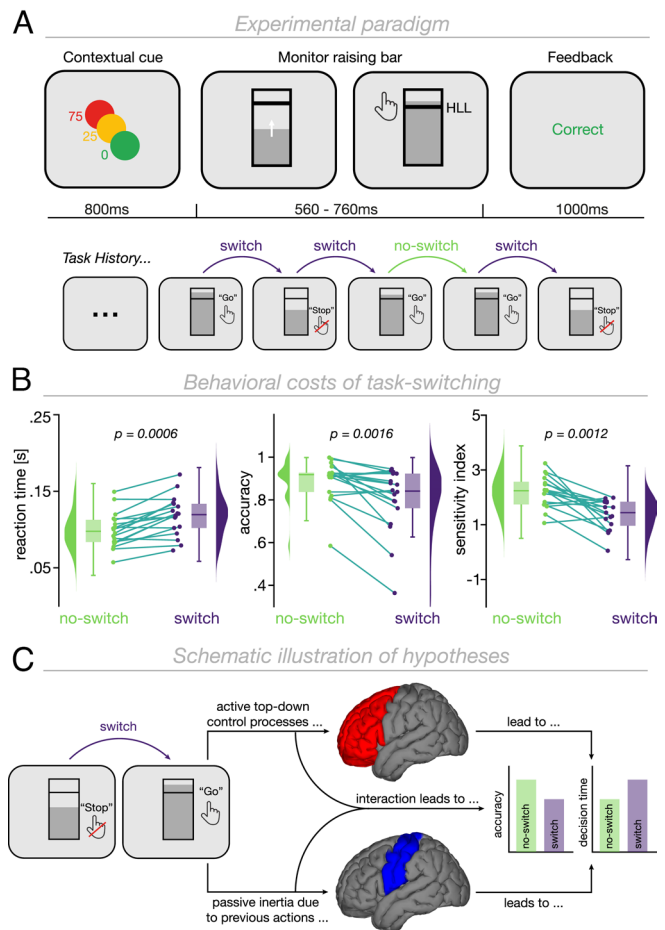 A
Experimental paradigm
Contextual cue
Monitor raising bar
Feedback
75
25
0
HLL
Correct
800ms
560 - 760ms
1000ms
Task History...
switch
switch
no-switch
switch
...
"Go"
"Stop"
"Go"
"Go"
"Stop"
B
Behavioral costs of task-switching
reaction time [s]
.25
.15
.05
p = 0.0006
no-switch
switch
accuracy
1
.8
.6
.4
p = 0.0016
no-switch
switch
sensitivity index
5
3
1
-1
p = 0.0012
no-switch
switch
C
Schematic illustration of hypotheses
switch
"Stop"
"Go"
active top-down
control processes ...
lead to ...
interaction leads to ...
passive inertia due
to previous actions ...
leads to ...
accuracy
no-switch
switch
decision time
no-switch
switch